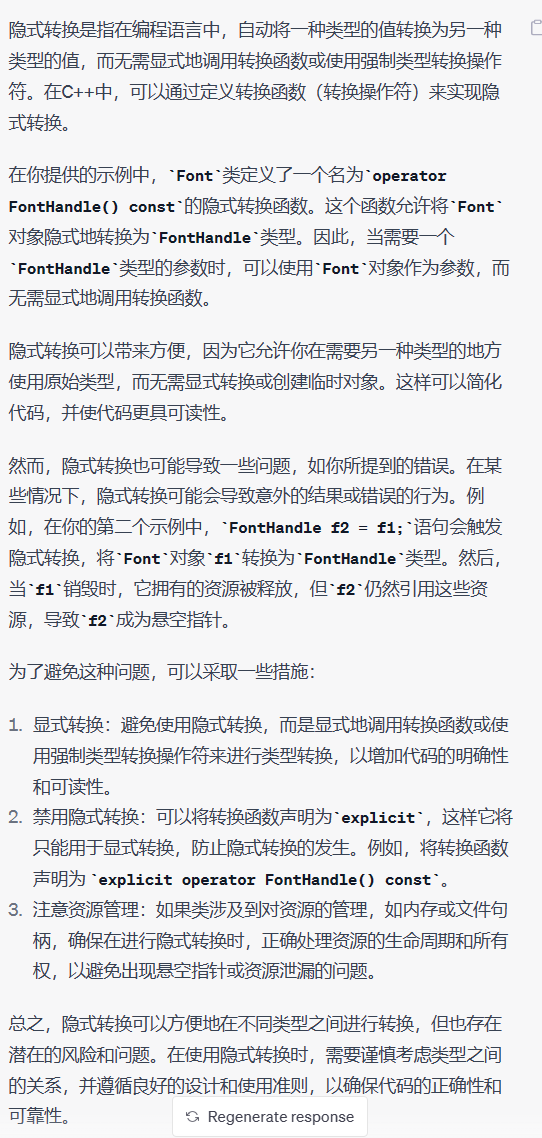 隐式转换是指在编程语言中，自动将一种类型的值转换为另一种
类型的值，而无需显式地调用转换函数或使用强制类型转换操作
符。在C++中，可以通过定义转换函数（转换操作符）来实现隐
式转换。
在你提供的示例中，`Font`类定义了一个名为`operator
FontHandle() const`的隐式转换函数。这个函数允许将`Font`
对象隐式地转换为`FontHandle`类型。因此，当需要一个
`FontHandle`类型的参数时，可以使用`Font`对象作为参数，而
无需显式地调用转换函数。
隐式转换可以带来方便，因为它允许你在需要另一种类型的地方
使用原始类型，而无需显式转换或创建临时对象。这样可以简化
代码，并使代码更具可读性。
然而，隐式转换也可能导致一些问题，如你所提到的错误。在某
些情况下，隐式转换可能会导致意外的结果或错误的行为。例
如，在你的第二个示例中，`FontHandle f2 = f1;`语句会触发
隐式转换，将`Font`对象`f1`转换为`FontHandle`类型。然后，
当`f1`销毁时，它拥有的资源被释放，但`f2`仍然引用这些资
源，导致`f2`成为悬空指针。
为了避免这种问题，可以采取一些措施：
1. 显式转换：避免使用隐式转换，而是显式地调用转换函数或使
用强制类型转换操作符来进行类型转换，以增加代码的明确性
和可读性。
2. 禁用隐式转换：可以将转换函数声明为`explicit`，这样它将
只能用于显式转换，防止隐式转换的发生。例如，将转换函数
声明为 `explicit operator FontHandle() const`。
3. 注意资源管理：如果类涉及到对资源的管理，如内存或文件句
柄，确保在进行隐式转换时，正确处理资源的生命周期和所有
权，以避免出现悬空指针或资源泄漏的问题。
总之，隐式转换可以方便地在不同类型之间进行转换，但也存在
潜在的风险和问题。在使用隐式转换时，需要谨慎考虑类型之间
的关系，并遵循良好的设计和使用准则，以确保代码的正确性和
可靠性。
Regenerate response